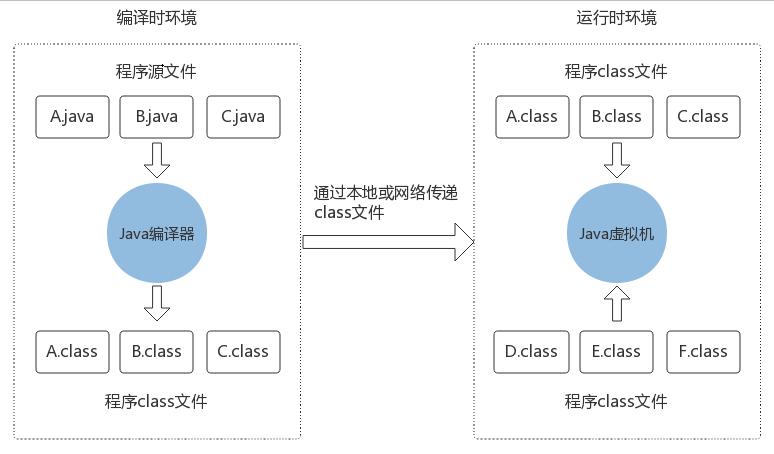 编译时环境
程序源文件
A.java
B.java
C.java
Java编译器
A.class
B.class
C.class
程序class文件
通过本地或网络传递
class文件
运行时环境
程序class文件
A.class
B.class
C.class
Java虚拟机
D.class
E.class
F.class
程序class文件